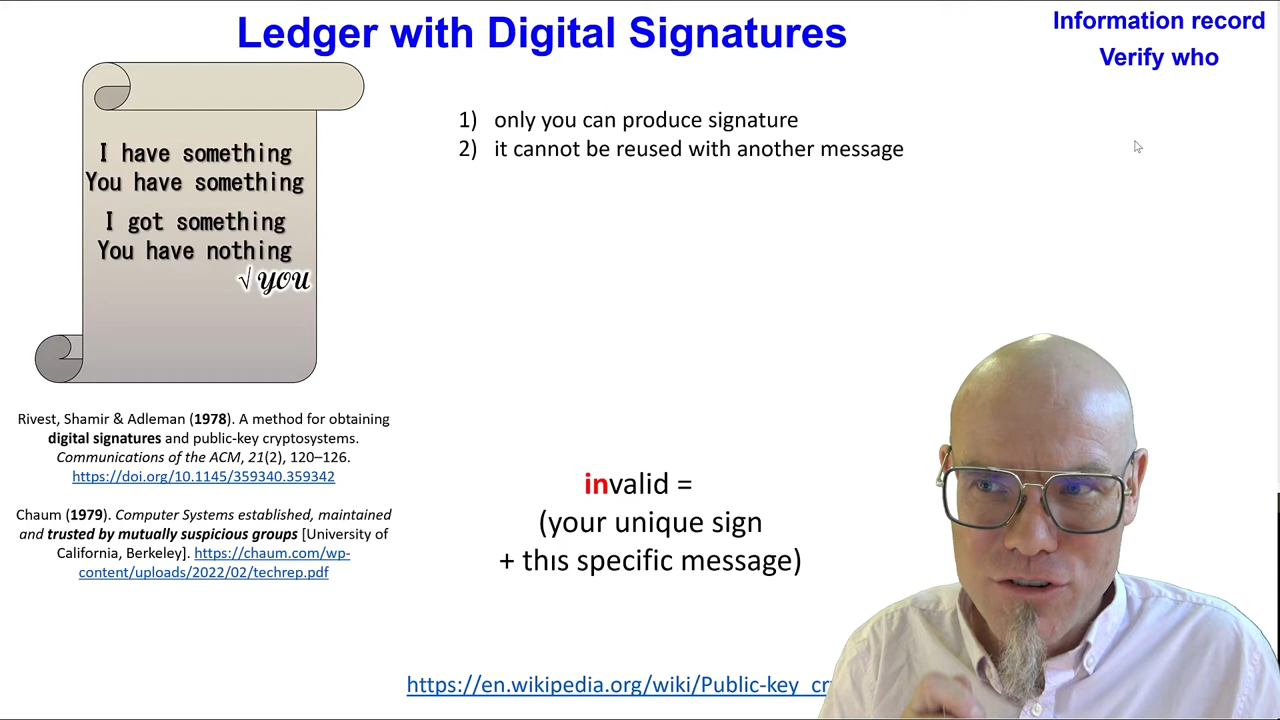 Ledger with Digital Signatures
Information record
Verify who
I have something
You have something
I got something
You have nothing
√ you
1) only you can produce signature
2) it cannot be reused with another message
Rivest, Shamir & Adleman (1978). A method for obtaining
digital signatures and public-key cryptosystems.
Communications of the ACM, 21(2), 120–126.
https://doi.org/10.1145/359340.359342
Chaum (1979). Computer Systems established, maintained
and trusted by mutually suspicious groups [University of
California, Berkeley]. https://chaum.com/wp-
content/uploads/2022/02/techrep.pdf
invalid =
(your unique sign
+ thıs specific message)
https://en.wikipedia.org/wiki/Public-key_cr